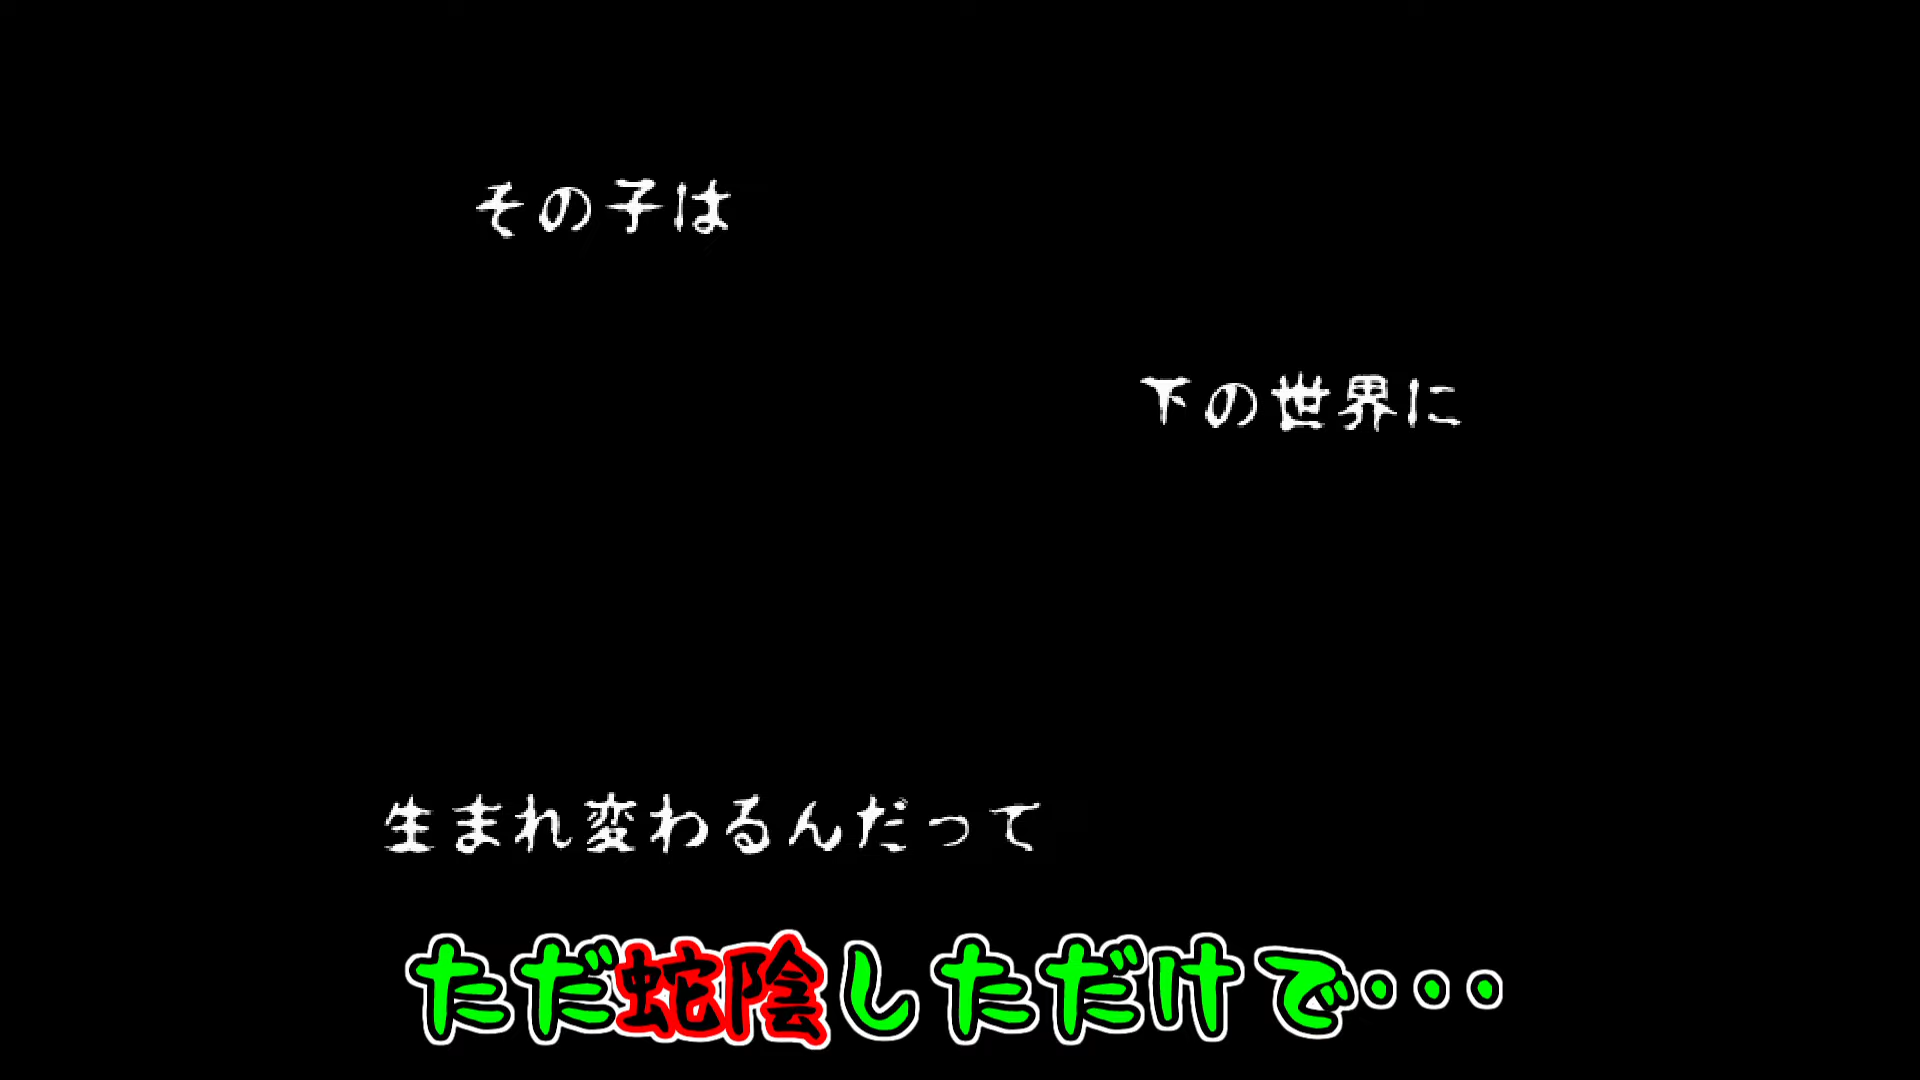 その子は
下の世界に
生まれ変わるんだって
ただ蛇陰しただけで・・・